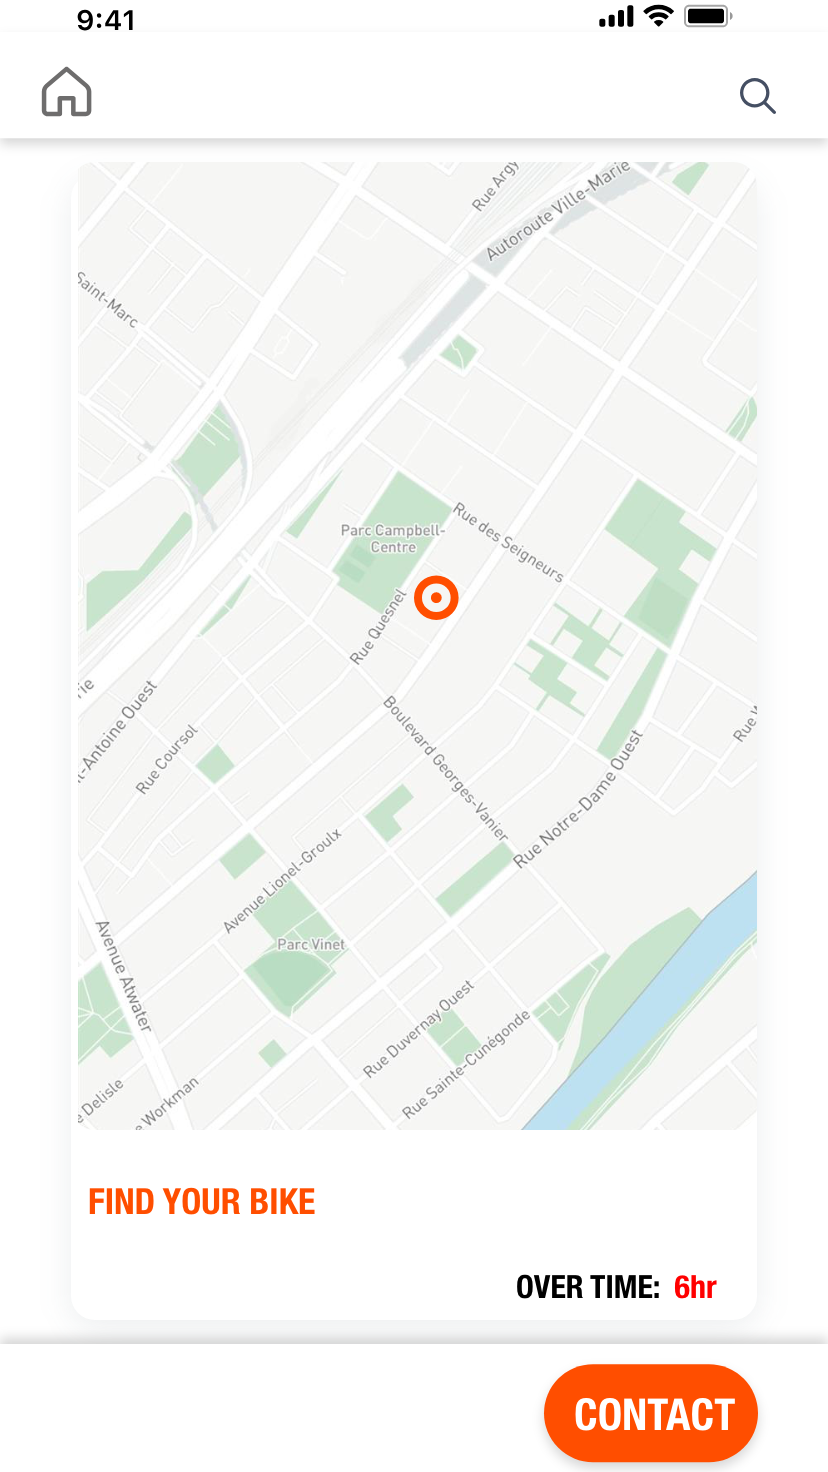 9:41
Rue Argy
Autoroute Ville-Marie
Saint-Marc
Parc Campbell-
Centre
Rue des Seigneurs
Rue Quesnel
rie
t-Antoine Ouest
Rue Coursol
Boulevard Georges-Vanier
Rue
Rue Notre-Dame Ouest
Avenue Lionel-Groulx
Parc Vinet
Avenue Atwater
Rue Duvernay Ouest
Rue Sainte-Cunégonde
e Delisle
e Workman
FIND YOUR BIKE
OVER TIME: 6hr
CONTACT